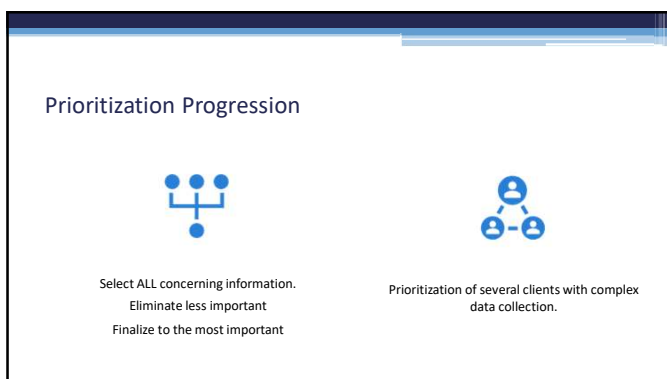 Prioritization Progression
Select ALL concerning information.
Eliminate less important
Finalize to the most important
Prioritization of several clients with complex
data collection.